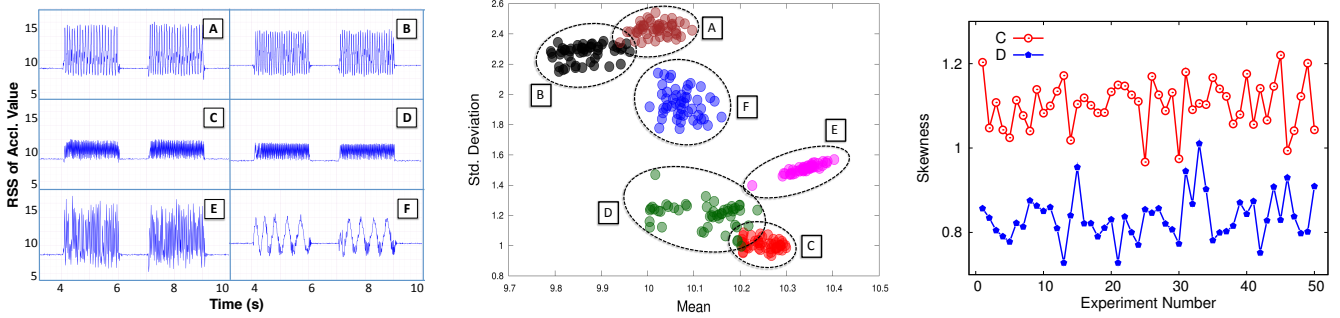 RSS of Accl. Value
15
10
5
A
B
15
10
5
C
D
15
10
5
E
F
4 6 8 10 4 6 8 10
Time (s)
Std. Deviation
2.6
2.4
2.2
2
1.8
1.6
1.4
1.2
1
0.8
A
B
F
E
D
C
9.7 9.8 9.9 10 10.1 10.2 10.3 10.4 10.5
Mean
Skewness
C
D
1.2
1
0.8
0 10 20 30 40 50
Experiment Number